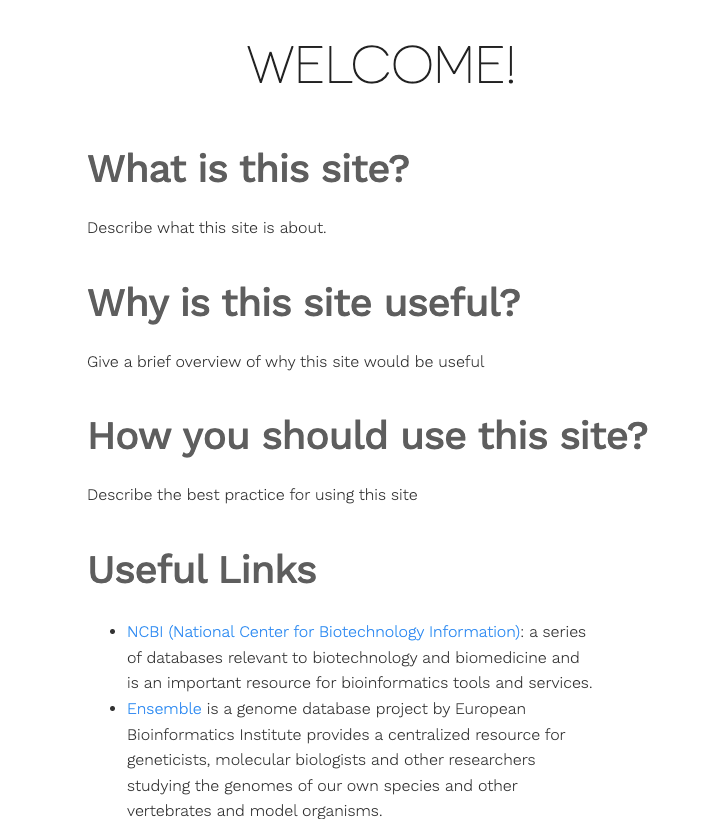 WELCOME!
What is this site?
Describe what this site is about.
Why is this site useful?
Give a brief overview of why this site would be useful
How you should use this site?
Describe the best practice for using this site
Useful Links
• NCBI (National Center for Biotechnology Information): a series
of databases relevant to biotechnology and biomedicine and
is an important resource for bioinformatics tools and services.
• Ensemble is a genome database project by European
Bioinformatics Institute provides a centralized resource for
geneticists, molecular biologists and other researchers
studying the genomes of our own species and other
vertebrates and model organisms.